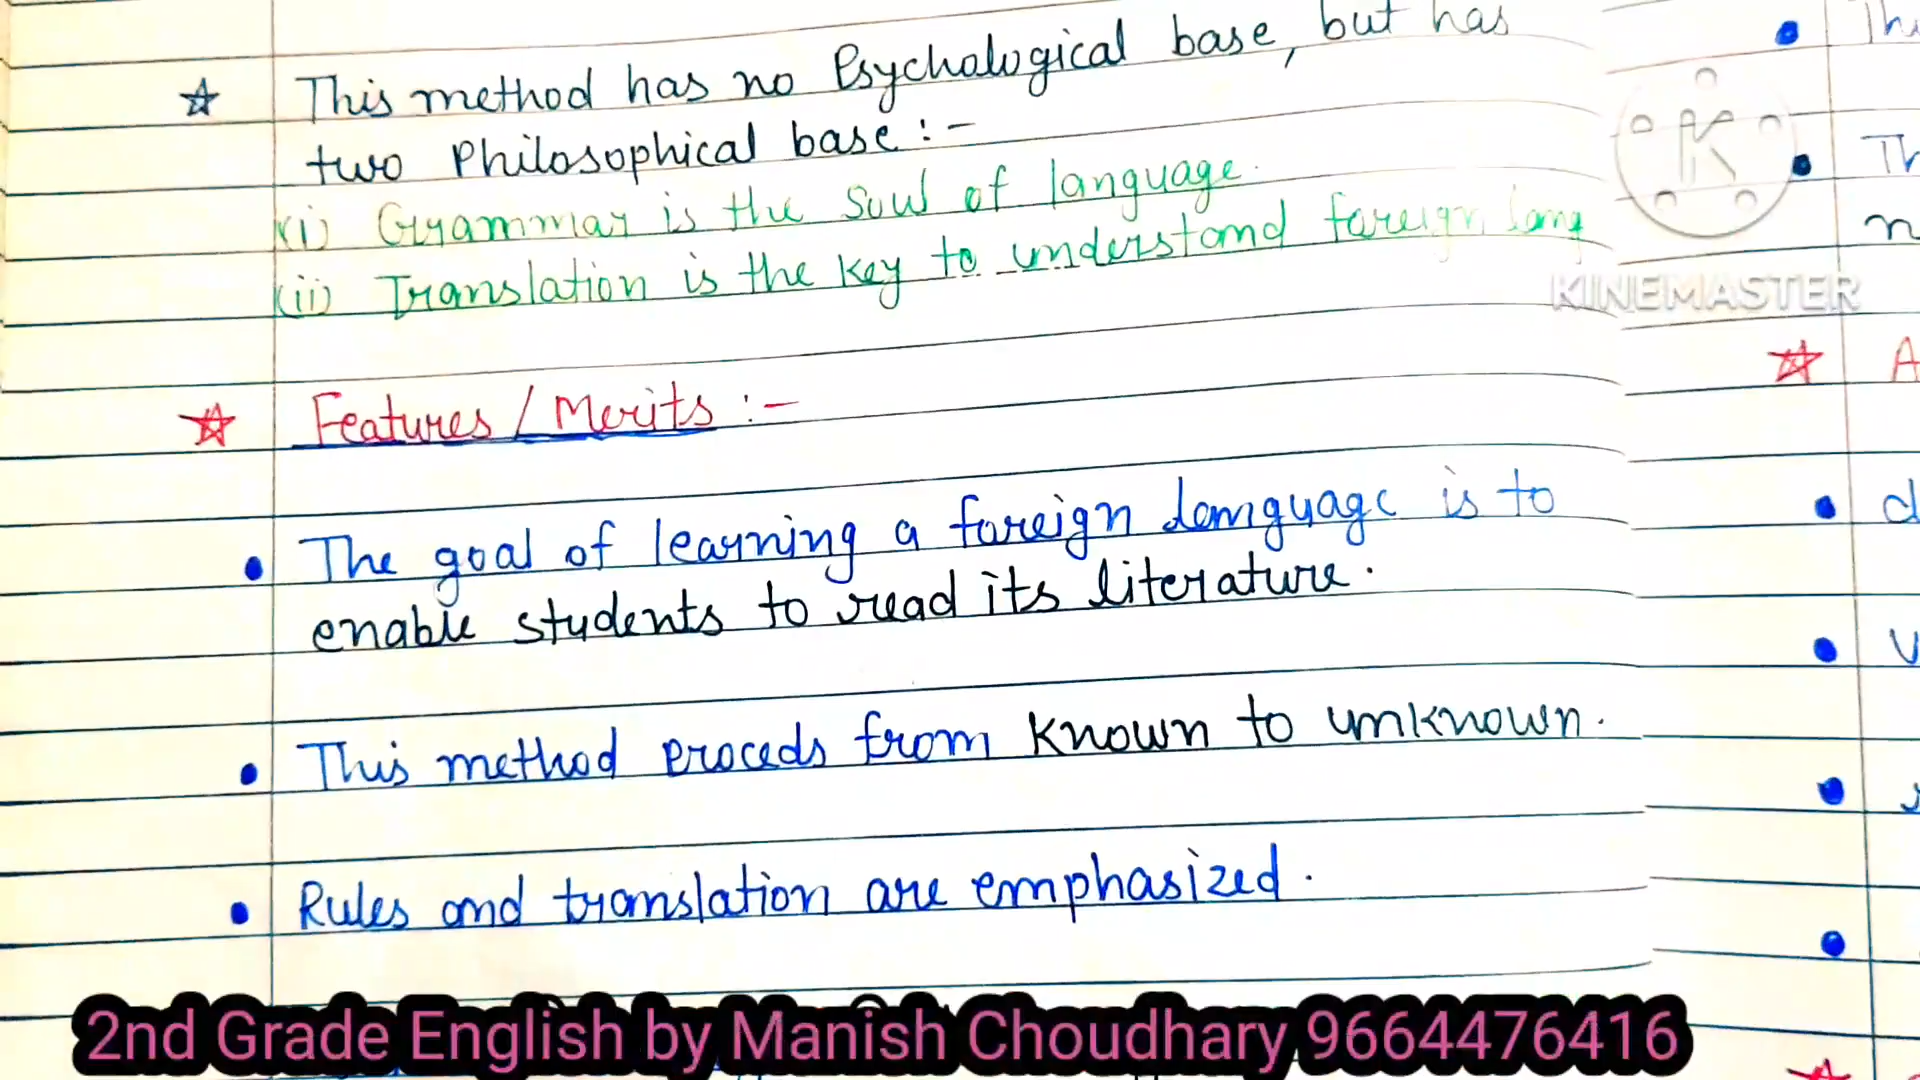 This method has no Psychological base, but has
two Philosophical base :-
(i) Grammar is the Soul of language.
(ii) Translation is the key to understand foreign lang
Features / Merits :-
The goal of learning a foreign language is to
enable students to read its literature.
This method proceds from known to unknown.
Rules and translation are emphasized.
Th
Th
n
A
d
KINEMASTER
2nd Grade English by Manish Choudhary 9664476416